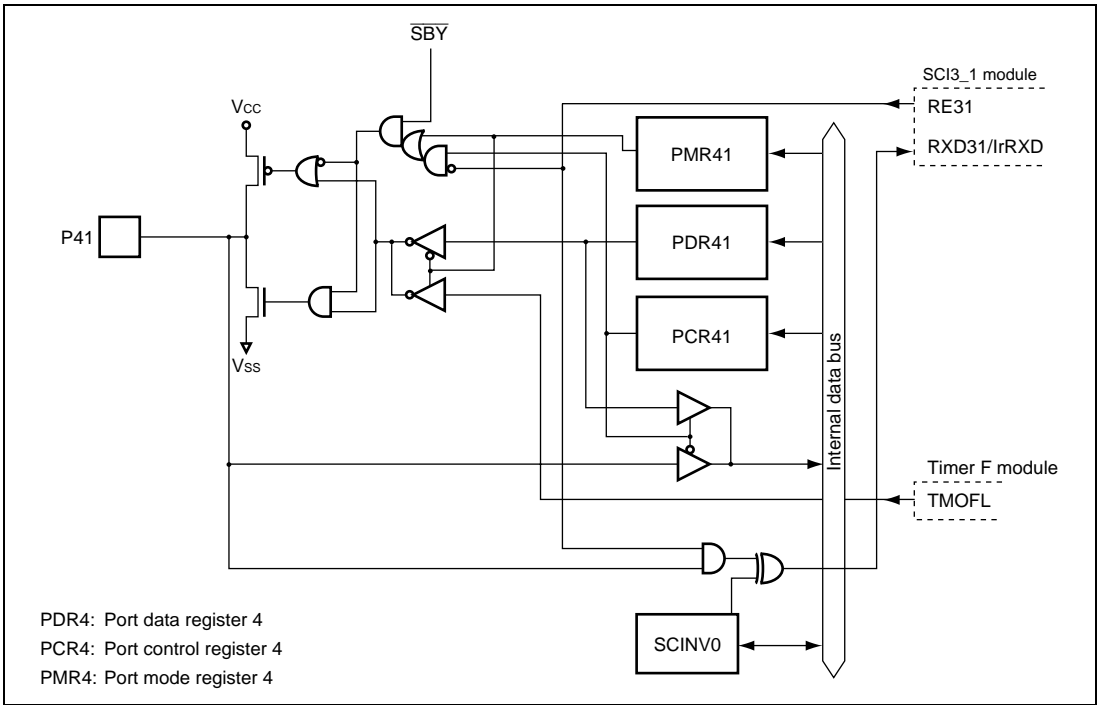 SBY
SCI3_1 module
RE31
RXD31/IrRXD
VCC
PMR41
P41
PDR41
PCR41
VSS
Internal data bus
Timer F module
TMOFL
SCINV0
PDR4: Port data register 4
PCR4: Port control register 4
PMR4: Port mode register 4